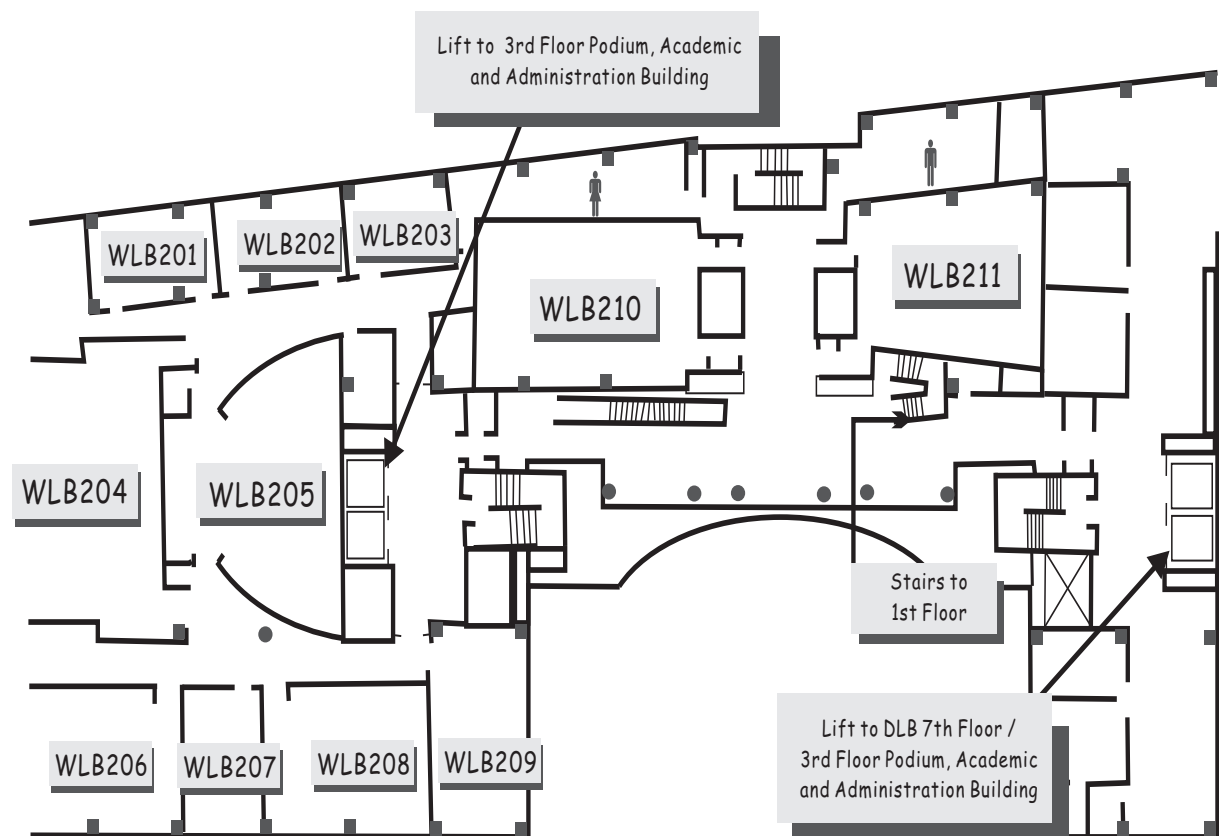 Lift to 3rd Floor Podium, Academic
and Administration Building
WLB201
WLB202
WLB203
WLB210
WLB211
WLB204
WLB205
Stairs to
1st Floor
WLB206
WLB207
WLB208
WLB209
Lift to DLB 7th Floor /
3rd Floor Podium, Academic
and Administration Building